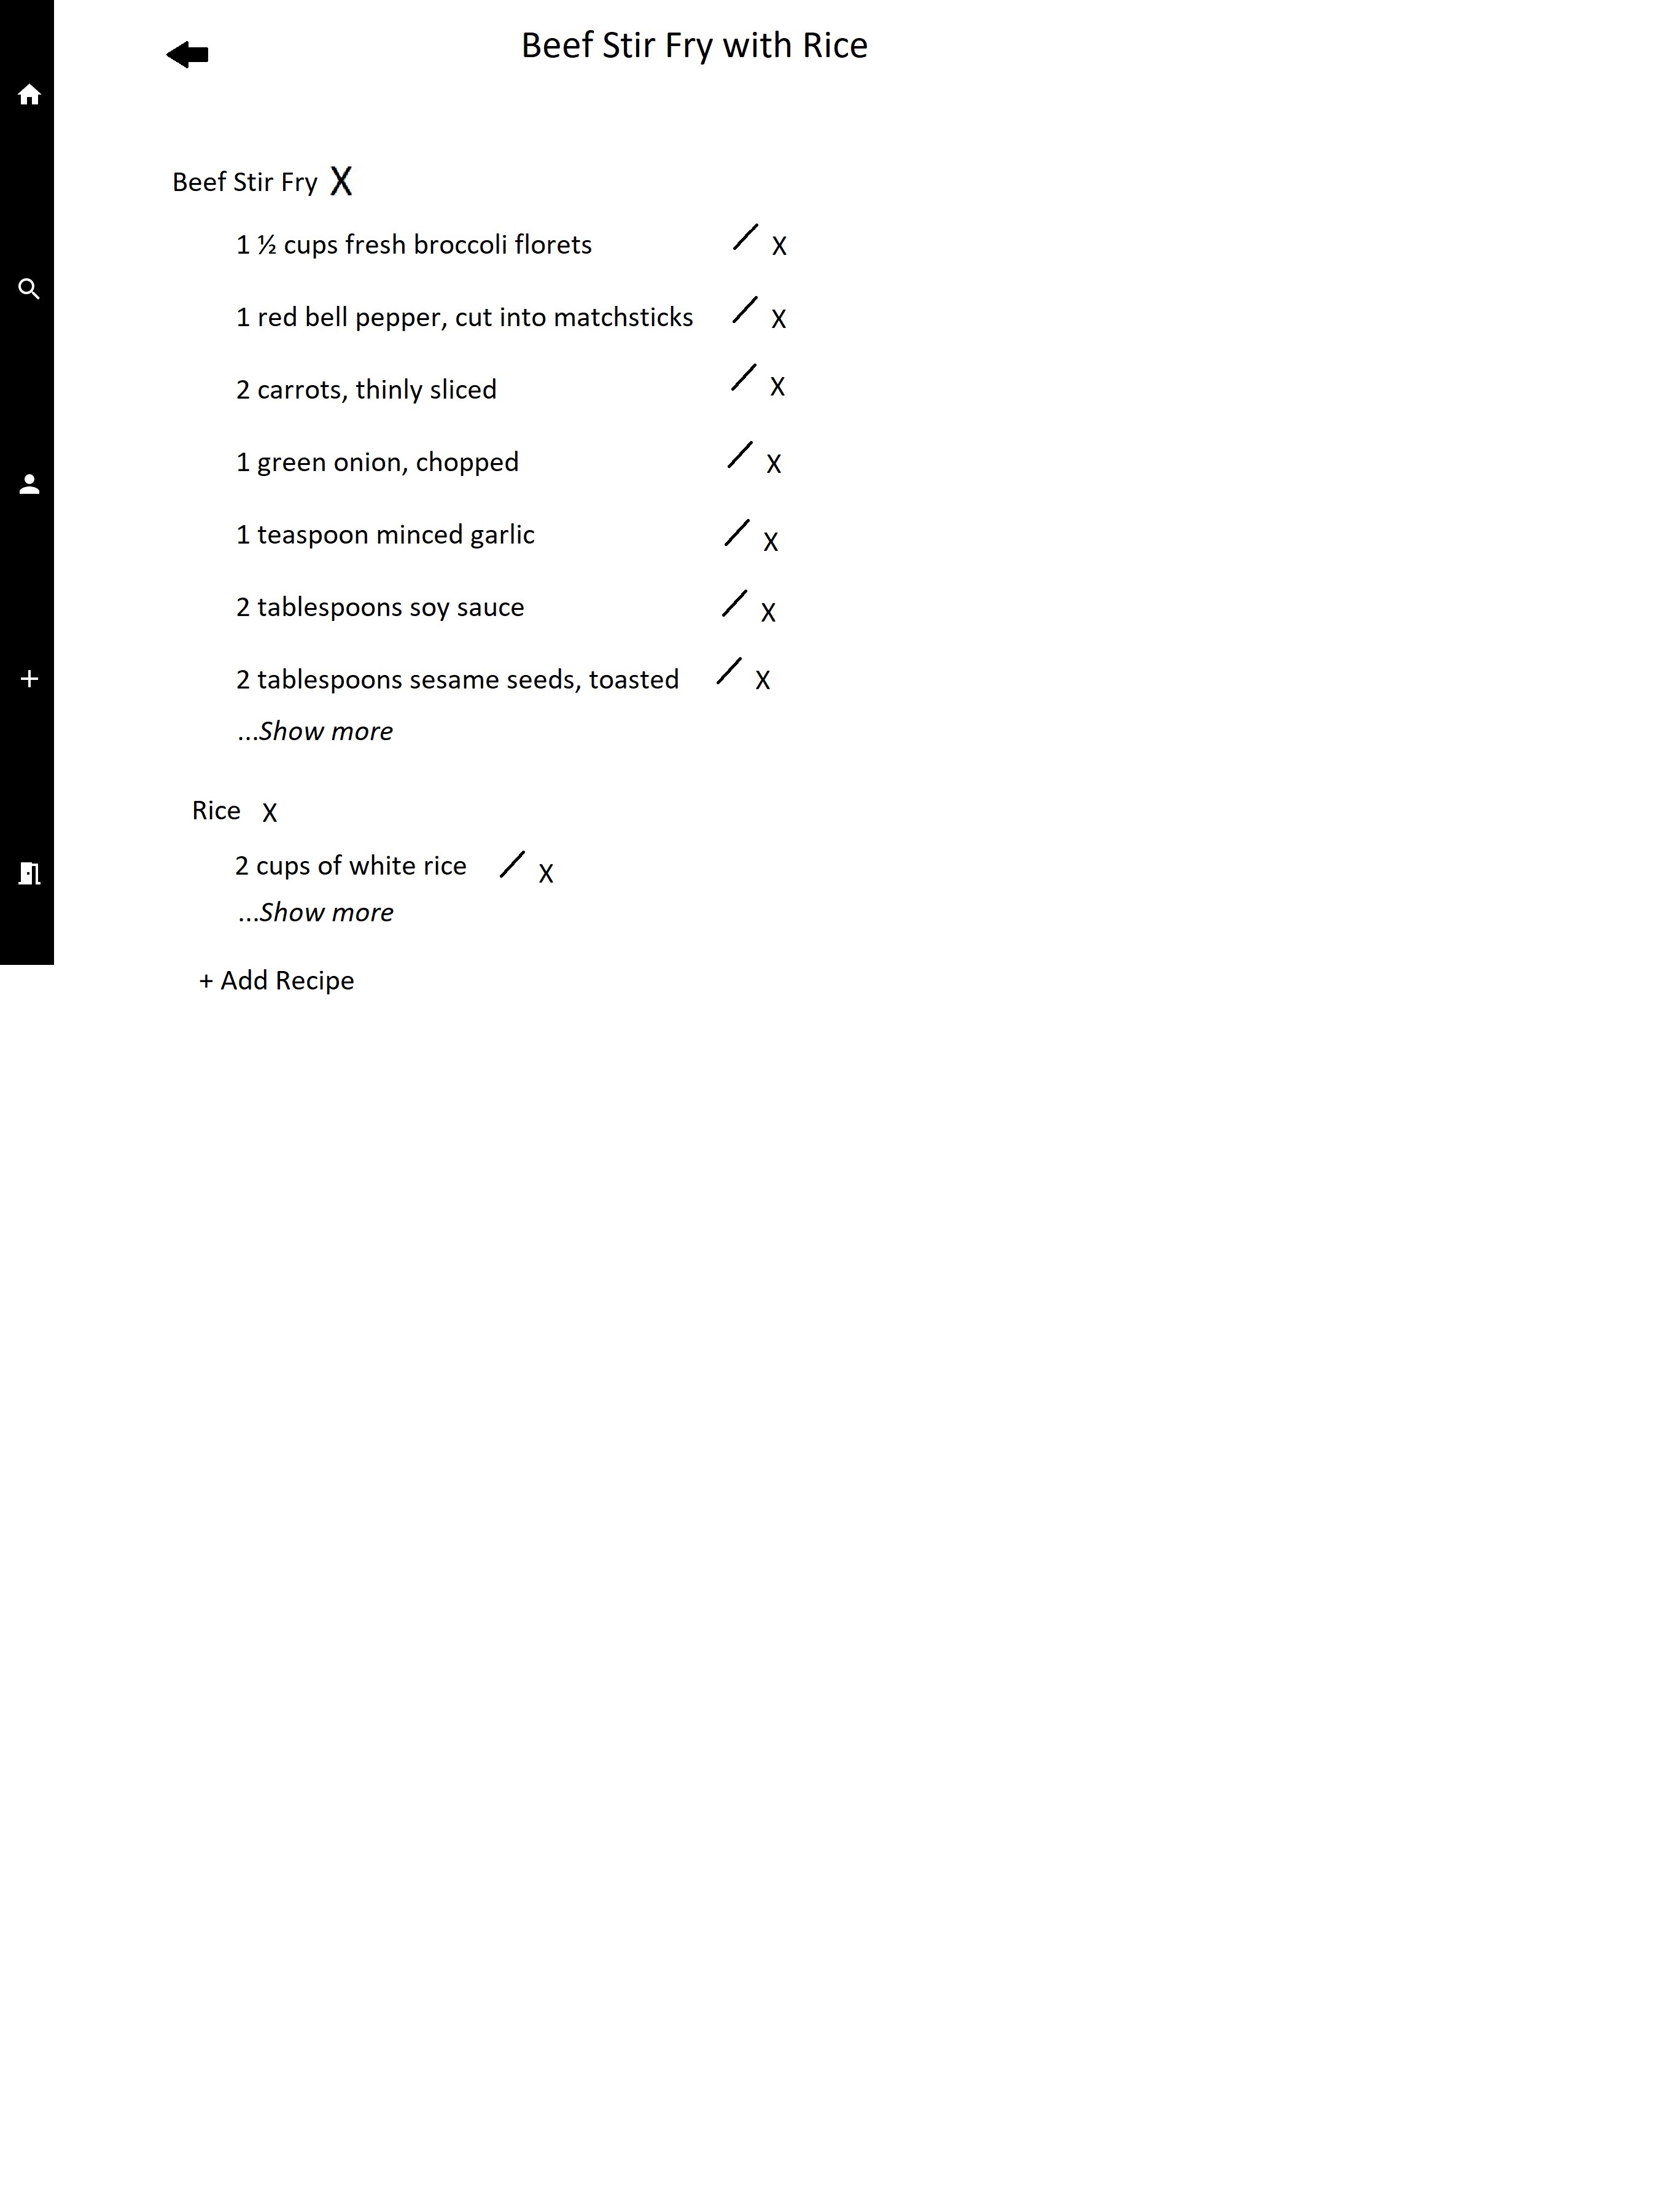 Beef Stir Fry with Rice
Beef Stir Fry X
1 ½ cups fresh broccoli florets X
1 red bell pepper, cut into matchsticks X
2 carrots, thinly sliced X
1 green onion, chopped X
1 teaspoon minced garlic X
2 tablespoons soy sauce X
2 tablespoons sesame seeds, toasted X
...Show more
Rice X
2 cups of white rice X
...Show more
+ Add Recipe